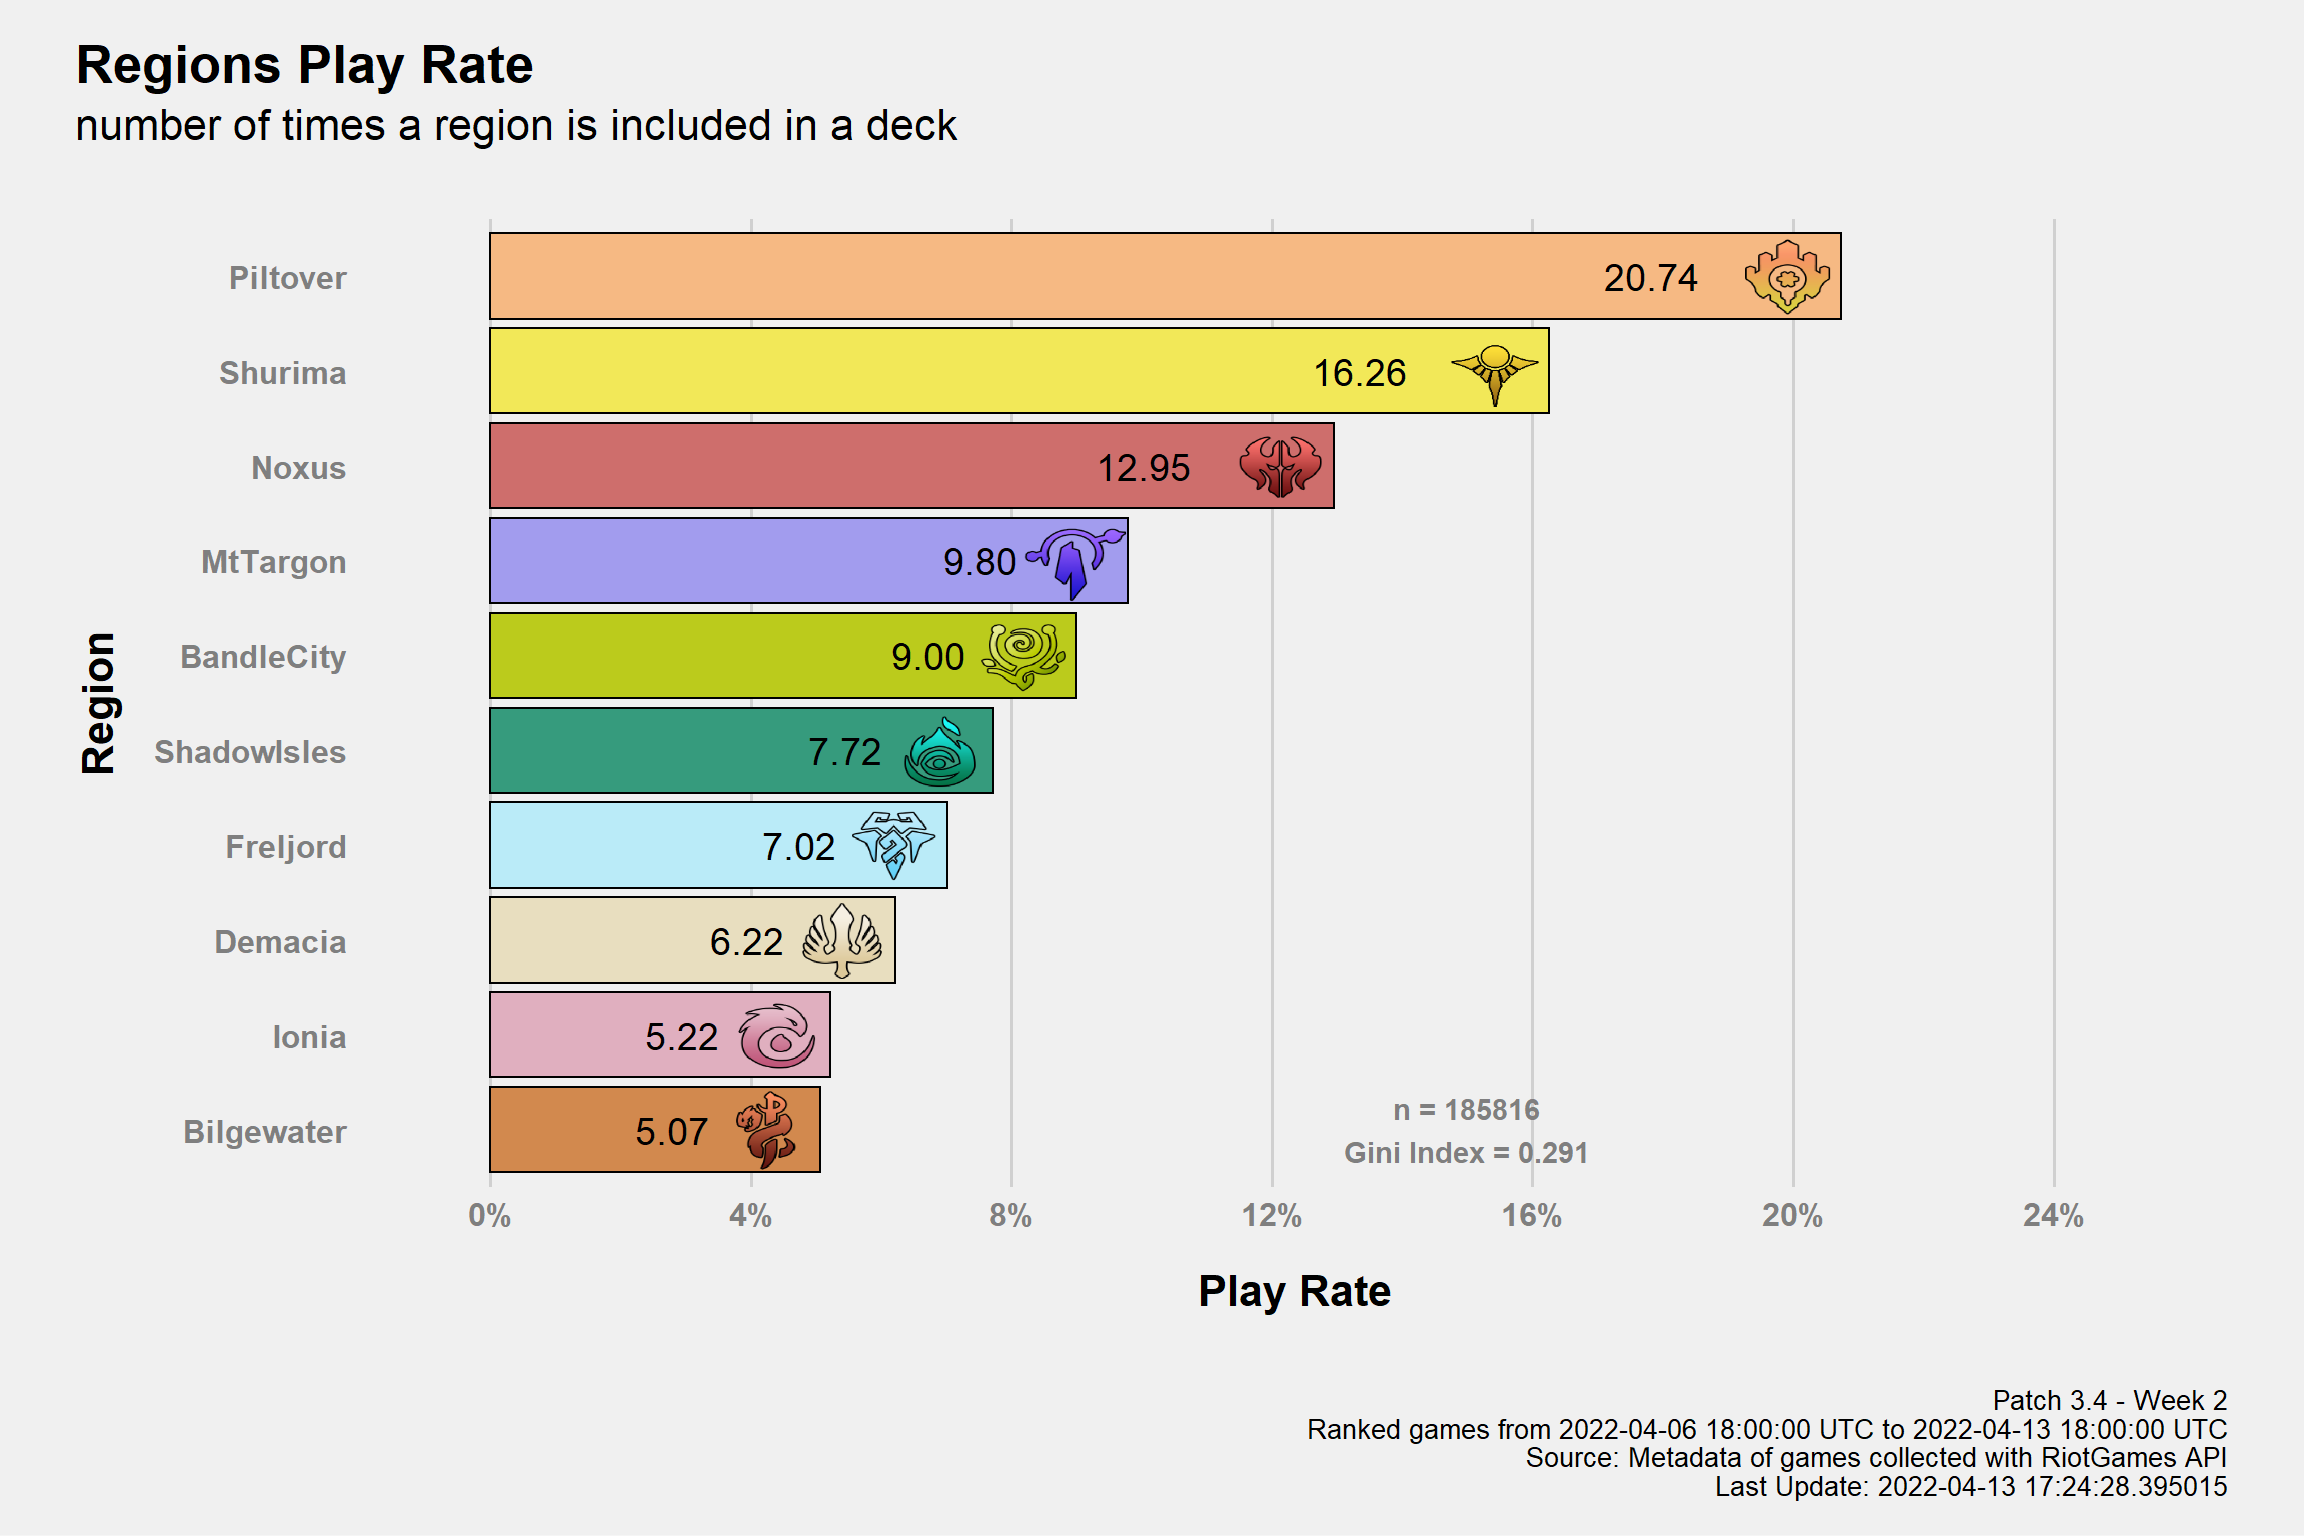 Regions Play Rate
number of times a region is included in a deck
Region
Piltover 20.74
Shurima 16.26
Noxus 12.95
MtTargon 9.80
BandleCity 9.00
ShadowIsles 7.72
Freljord 7.02
Demacia 6.22
Ionia 5.22
Bilgewater 5.07
n = 185816
Gini Index = 0.291
0% 4% 8% 12% 16% 20% 24%
Play Rate
Patch 3.4 - Week 2
Ranked games from 2022-04-06 18:00:00 UTC to 2022-04-13 18:00:00 UTC
Source: Metadata of games collected with RiotGames API
Last Update: 2022-04-13 17:24:28.395015